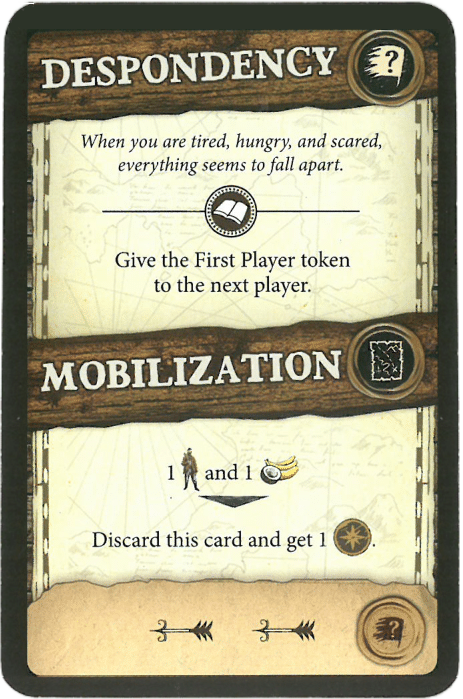 DESPONDENCY
?
When you are tired, hungry, and scared,
everything seems to fall apart.
Give the First Player token
to the next player.
MOBILIZATION
1 and 1
Discard this card and get 1 .
?